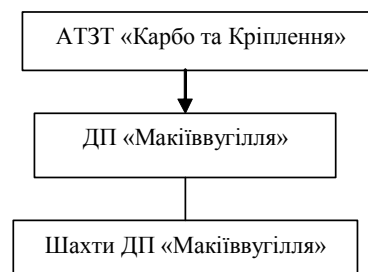 АТЗТ «Карбо та Кріплення»
ДП «Макіїввугілля»
Шахти ДП «Макіїввугілля»